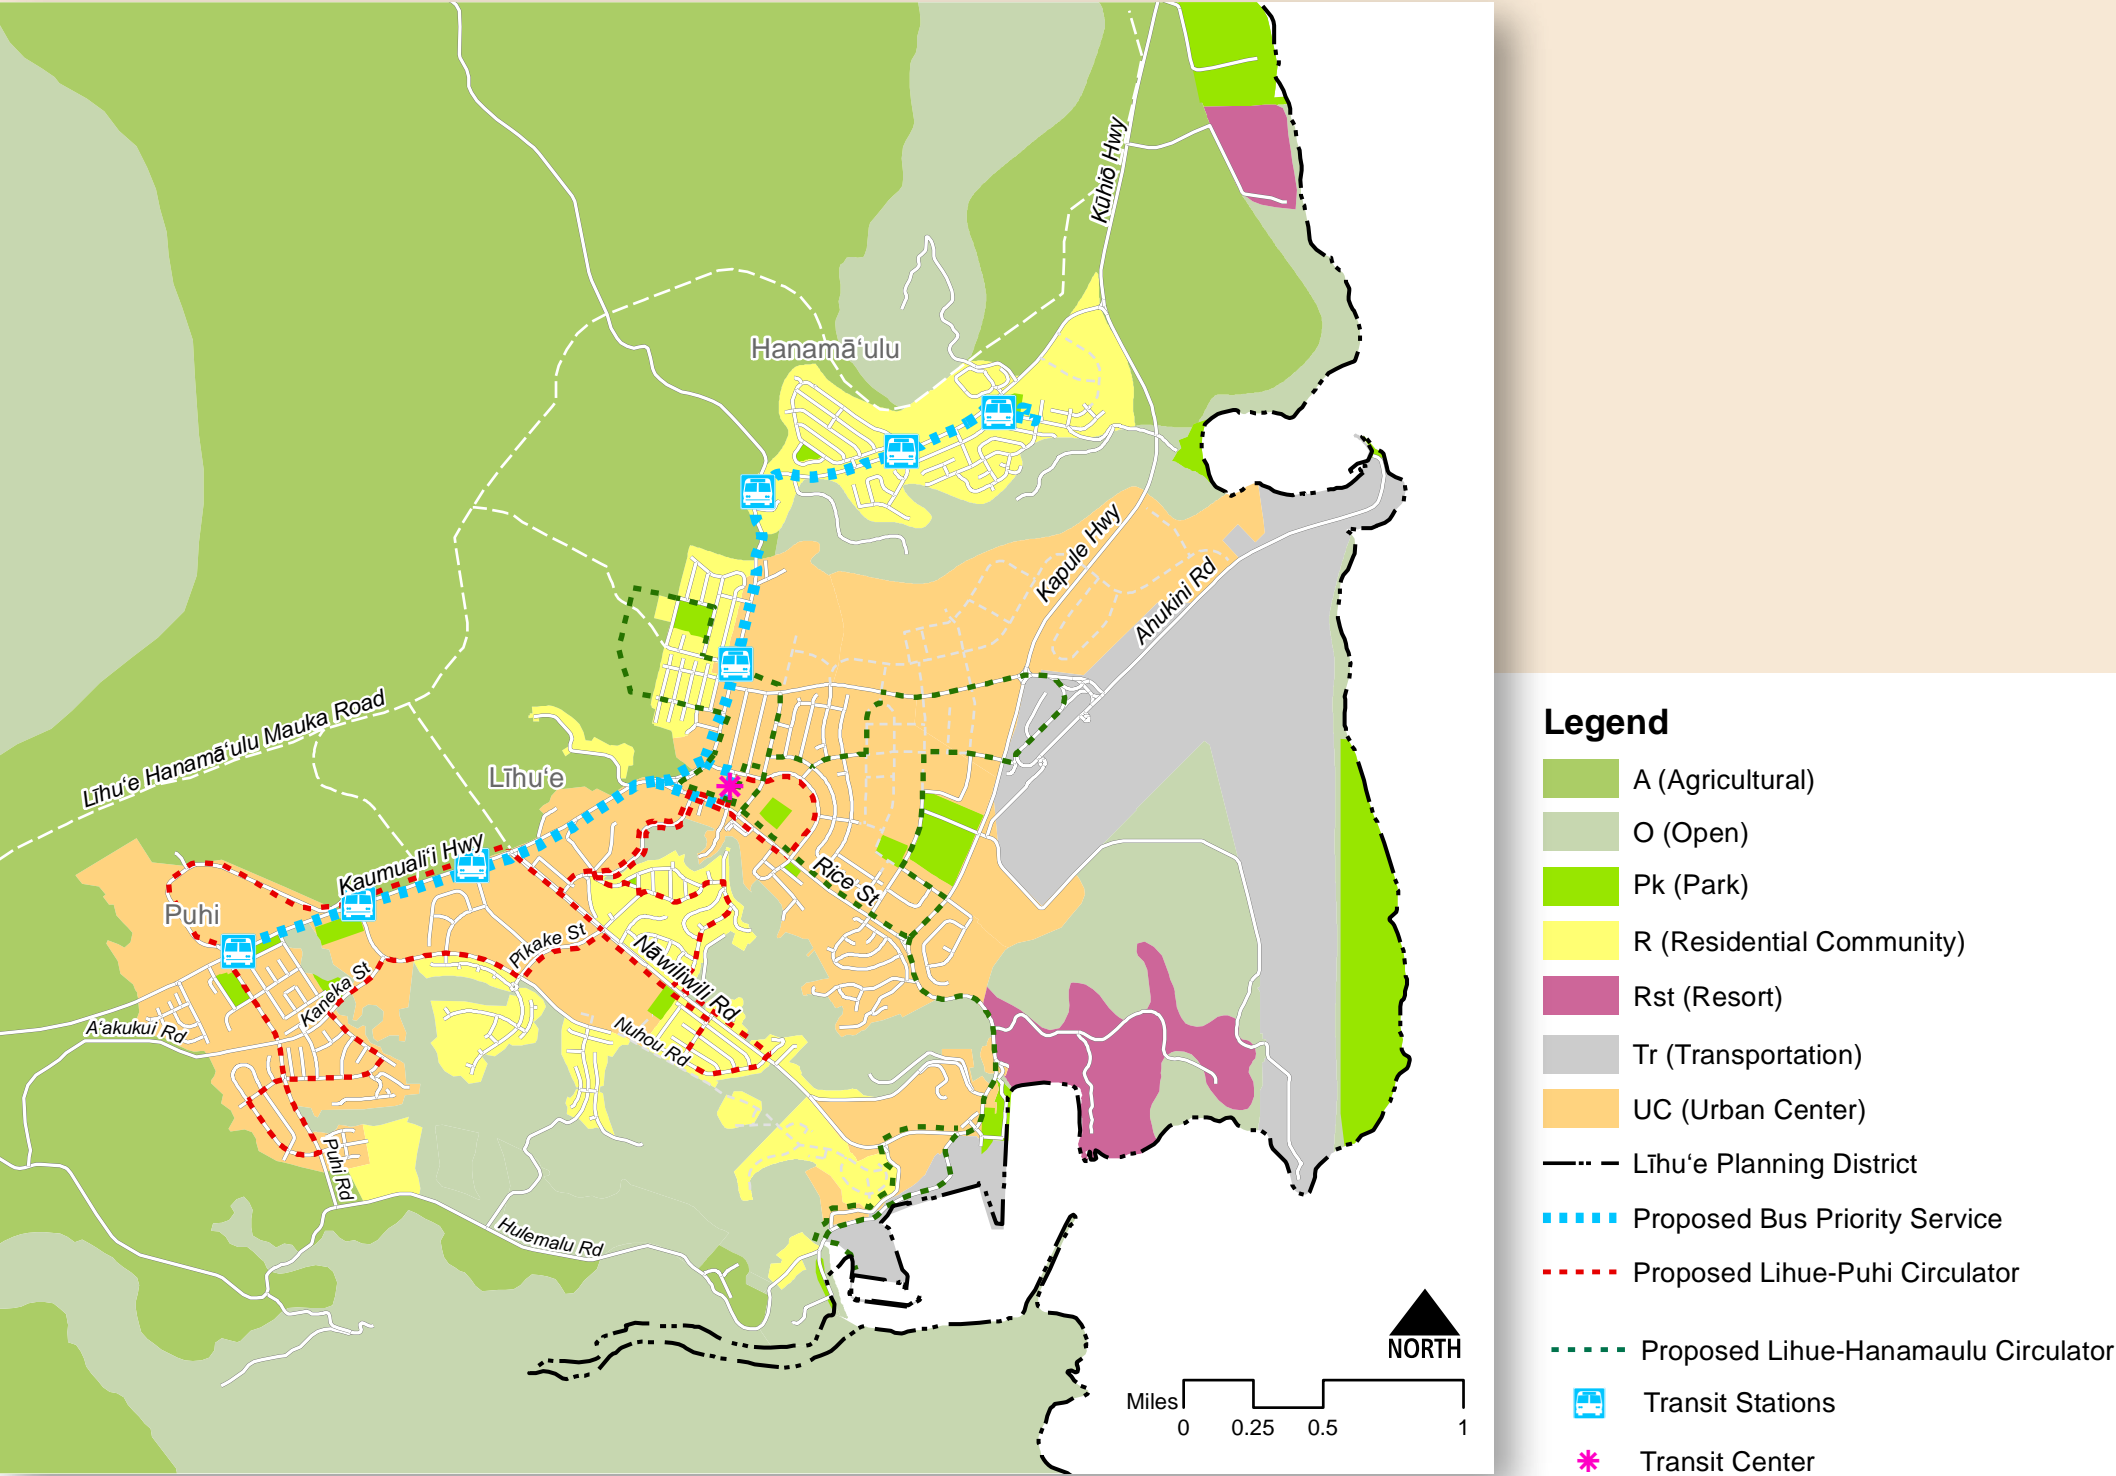 Kūhiō Hwy
Hanamāʻulu
Kapule Hwy
Ahukini Rd
Līhuʻe Hanamāʻulu Mauka Road
Līhuʻe
Kaumualiʻi Hwy
Puhi
Rice St
Pikake St
Nāwiliwili Rd
Kaneka St
Aʻakukui Rd
Nuhou Rd
Puhi Rd
Hulemalu Rd
NORTH
Miles
0 0.25 0.5 1
Legend
A (Agricultural)
O (Open)
Pk (Park)
R (Residential Community)
Rst (Resort)
Tr (Transportation)
UC (Urban Center)
Līhuʻe Planning District
Proposed Bus Priority Service
Proposed Lihue-Puhi Circulator
Proposed Lihue-Hanamaulu Circulator
Transit Stations
Transit Center